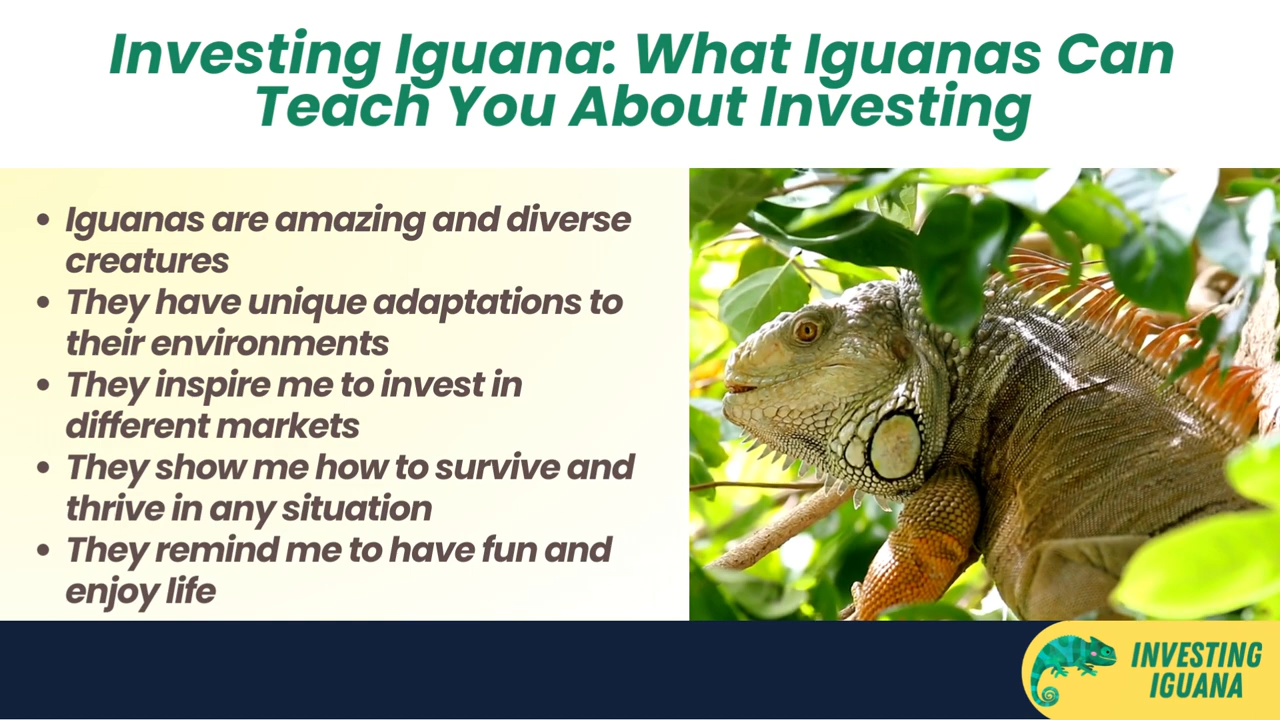 Investing Iguana: What Iguanas Can
Teach You About Investing
• Iguanas are amazing and diverse
creatures
• They have unique adaptations to
their environments
• They inspire me to invest in
different markets
• They show me how to survive and
thrive in any situation
• They remind me to have fun and
enjoy life
INVESTING
IGUANA